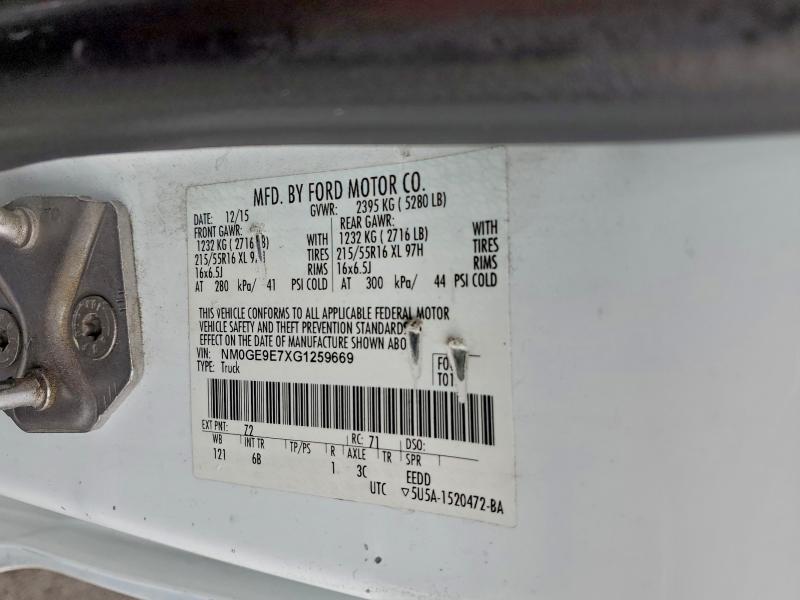 MFD. BY FORD MOTOR CO.
DATE: 12/15 GVWR: 2395 KG ( 5280 LB)
FRONT GAWR: REAR GAWR:
1232 KG ( 2716 LB) WITH 1232 KG ( 2716 LB) WITH
215/55R16 XL TIRES 215/55R16 XL 97H TIRES
16x6.5J RIMS 16x6.5J RIMS
AT 280 kPa/ 41 PSI COLD AT 300 kPa/ 44 PSI COLD
THIS VEHICLE CONFORMS TO ALL APPLICABLE FEDERAL MOTOR
VEHICLE SAFETY AND THEFT PREVENTION STANDARDS
EFFECT ON THE DATE OF MANUFACTURE SHOWN ABO
VIN: NM0GE9E7XG1259669
TYPE: Truck
T01
EXT PNT: Z2 RC: 71 DSO:
WB INT TR TP/PS R AXLE TR SPR
121 6B 1 3C EEDD
UTC ▽5U5A-1520472-BA